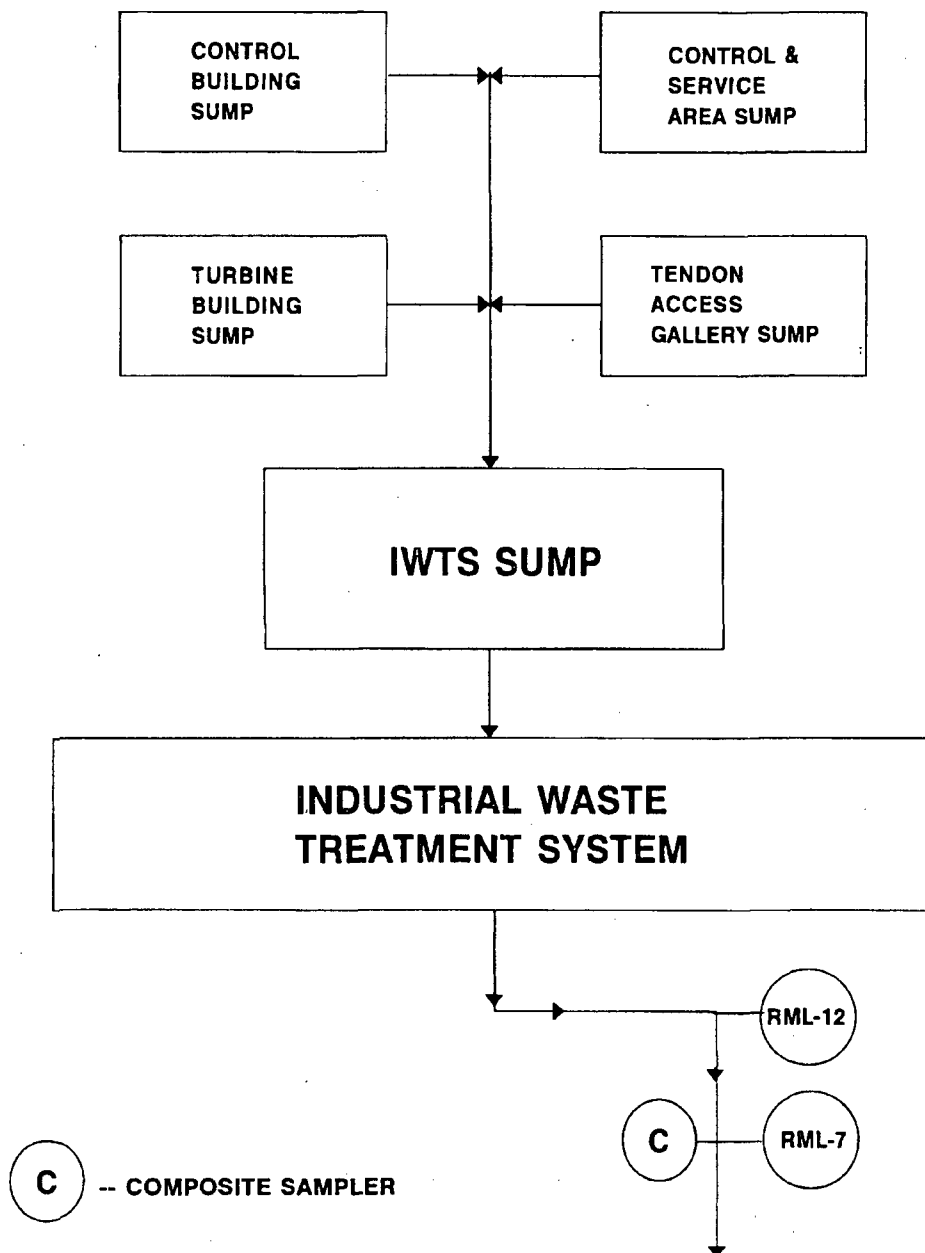 CONTROL
BUILDING
SUMP
CONTROL &
SERVICE
AREA SUMP
TURBINE
BUILDING
SUMP
TENDON
ACCESS
GALLERY SUMP
IWTS SUMP
INDUSTRIAL WASTE
TREATMENT SYSTEM
RML-12
C
RML-7
C -- COMPOSITE SAMPLER